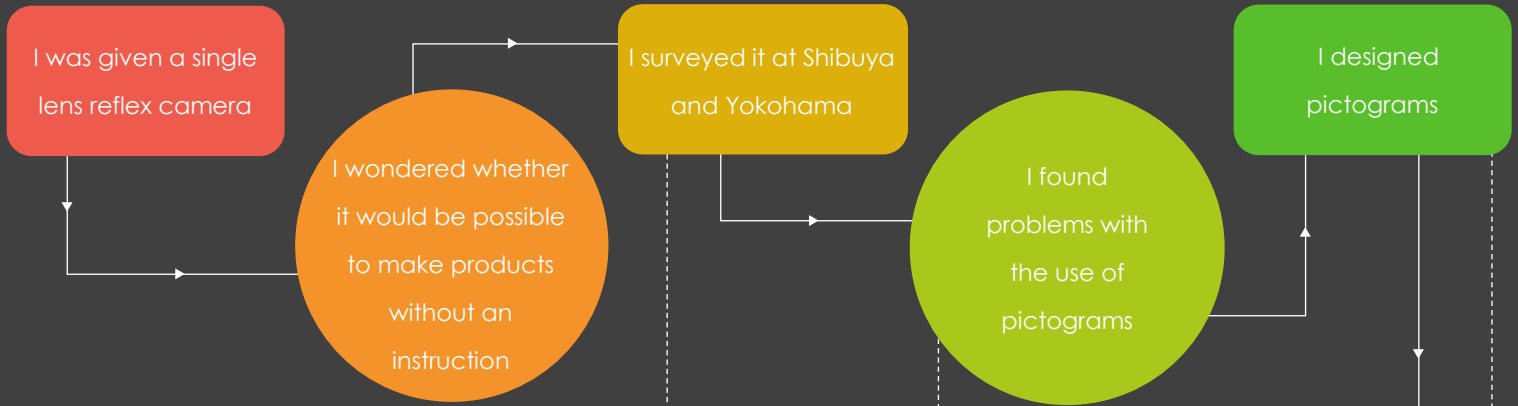 I was given a single
lens reflex camera
I wondered whether
it would be possible
to make products
without an
instruction
I surveyed it at Shibuya
and Yokohama
I found
problems with
the use of
pictograms
I designed
pictograms